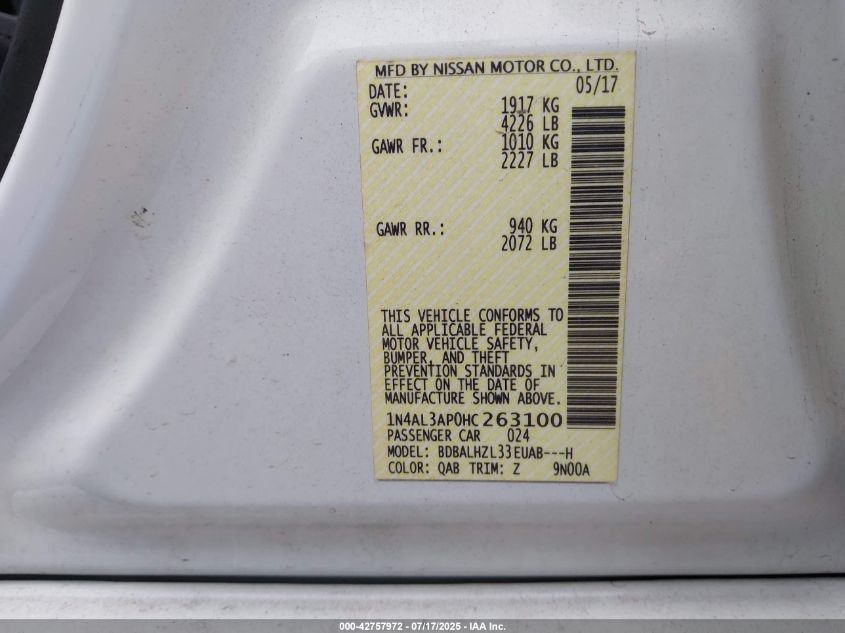 MFD BY NISSAN MOTOR CO., LTD.
DATE: 05/17
GVWR: 1917 KG
4226 LB
GAWR FR.: 1010 KG
2227 LB
GAWR RR.: 940 KG
2072 LB
THIS VEHICLE CONFORMS TO
ALL APPLICABLE FEDERAL
MOTOR VEHICLE SAFETY,
BUMPER, AND THEFT
PREVENTION STANDARDS IN
EFFECT ON THE DATE OF
MANUFACTURE SHOWN ABOVE.
1N4AL3AP0HC263100
PASSENGER CAR 024
MODEL: BDBALHZL33EUAB---H
COLOR: QAB TRIM: Z 9N00A
000-42757972 - 07/17/2025 - IAA Inc.